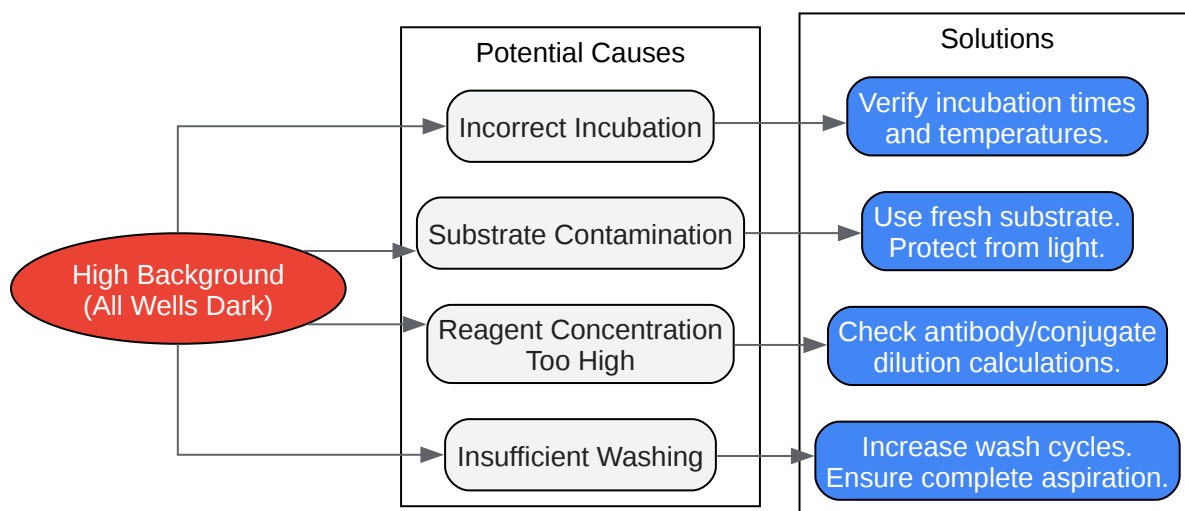 Potential Causes
Solutions
High Background
(All Wells Dark)
Incorrect Incubation
Verify incubation times
and temperatures.
Substrate Contamination
Use fresh substrate.
Protect from light.
Reagent Concentration
Too High
Check antibody/conjugate
dilution calculations.
Insufficient Washing
Increase wash cycles.
Ensure complete aspiration.